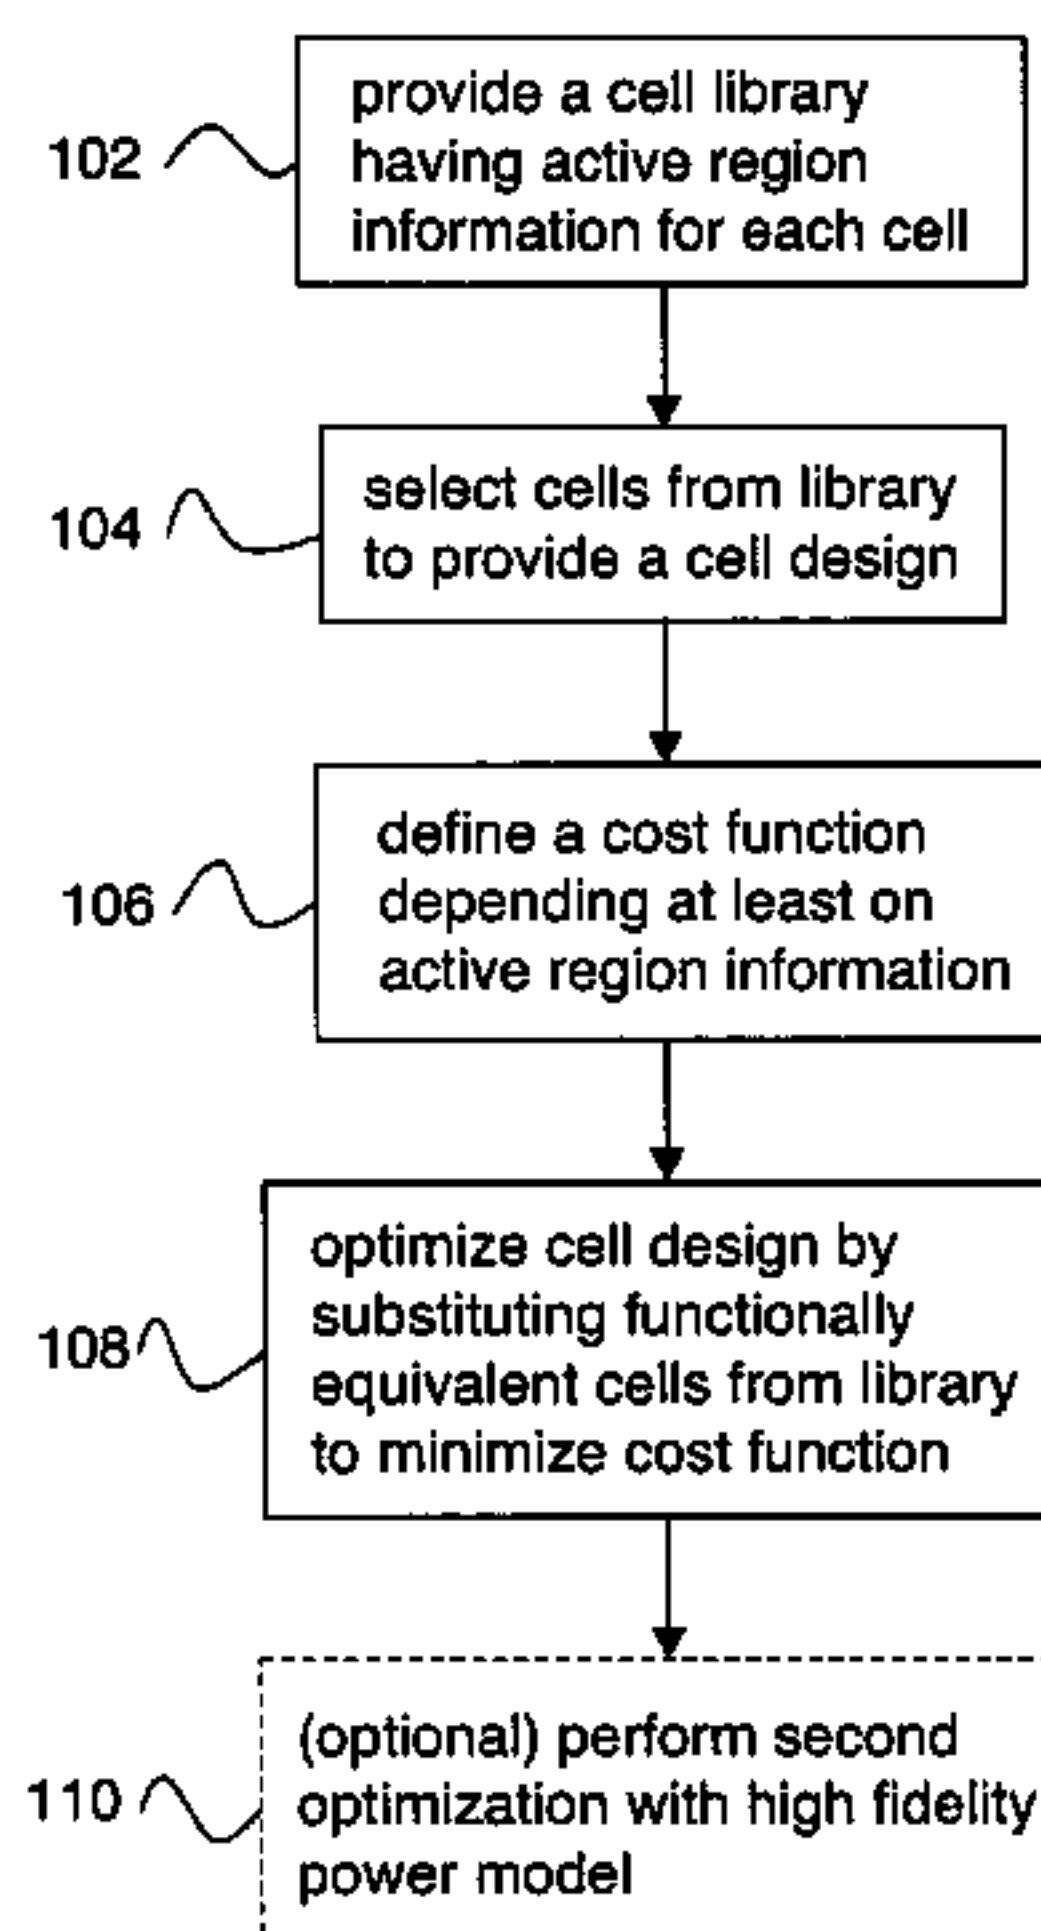 102
provide a cell library
having active region
information for each cell
104
select cells from library
to provide a cell design
106
define a cost function
depending at least on
active region information
108
optimize cell design by
substituting functionally
equivalent cells from library
to minimize cost function
110
(optional) perform second
optimization with high fidelity
power model